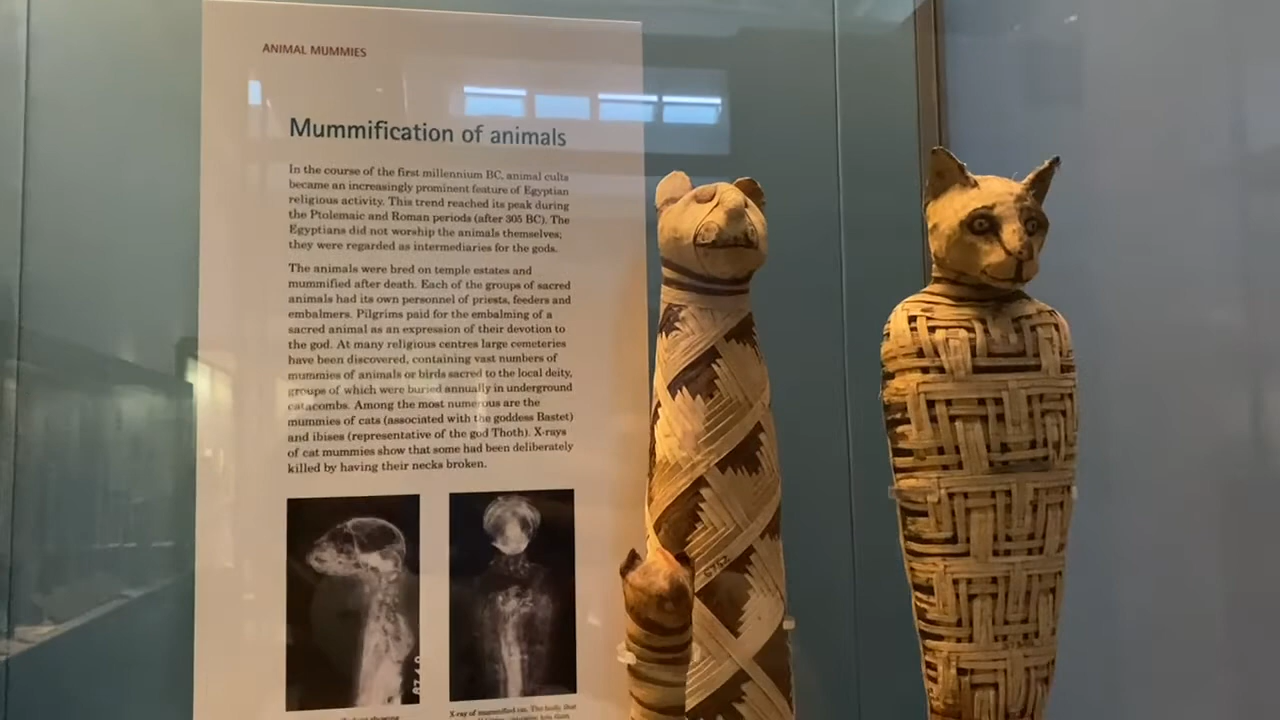 ANIMAL MUMMIES
Mummification of animals
In the course of the first millennium BC, animal cults
became an increasingly prominent feature of Egyptian
religious activity. This trend reached its peak during
the Ptolemaic and Roman periods (after 305 BC). The
Egyptians did not worship the animals themselves;
they were regarded as intermediaries for the gods.
The animals were bred on temple estates and
mummified after death. Each of the groups of sacred
animals had its own personnel of priests, feeders and
embalmers. Pilgrims paid for the embalming of a
sacred animal as an expression of their devotion to
the god. At many religious centres large cemeteries
have been discovered, containing vast numbers of
mummies of animals or birds sacred to the local deity,
groups of which were buried annually in underground
catacombs. Among the most numerous are the
mummies of cats (associated with the goddess Bastet)
and ibises (representative of the god Thoth). X-rays
of cat mummies show that some had been deliberately
killed by having their necks broken.
X-ray of mummified cat. The body, that